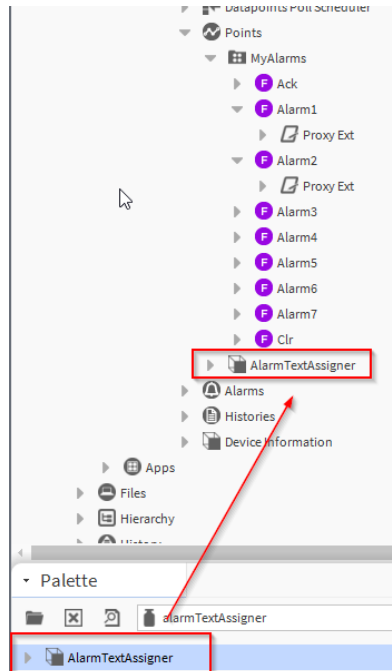 Datapoints Poll Scheduler
Points
MyAlarms
F Ack
F Alarm1
Proxy Ext
F Alarm2
Proxy Ext
F Alarm3
F Alarm4
F Alarm5
F Alarm6
F Alarm7
F Clr
AlarmTextAssigner
Alarms
Histories
Device Information
Apps
Files
Hierarchy
History
Palette
alarmTextAssigner
AlarmTextAssigner